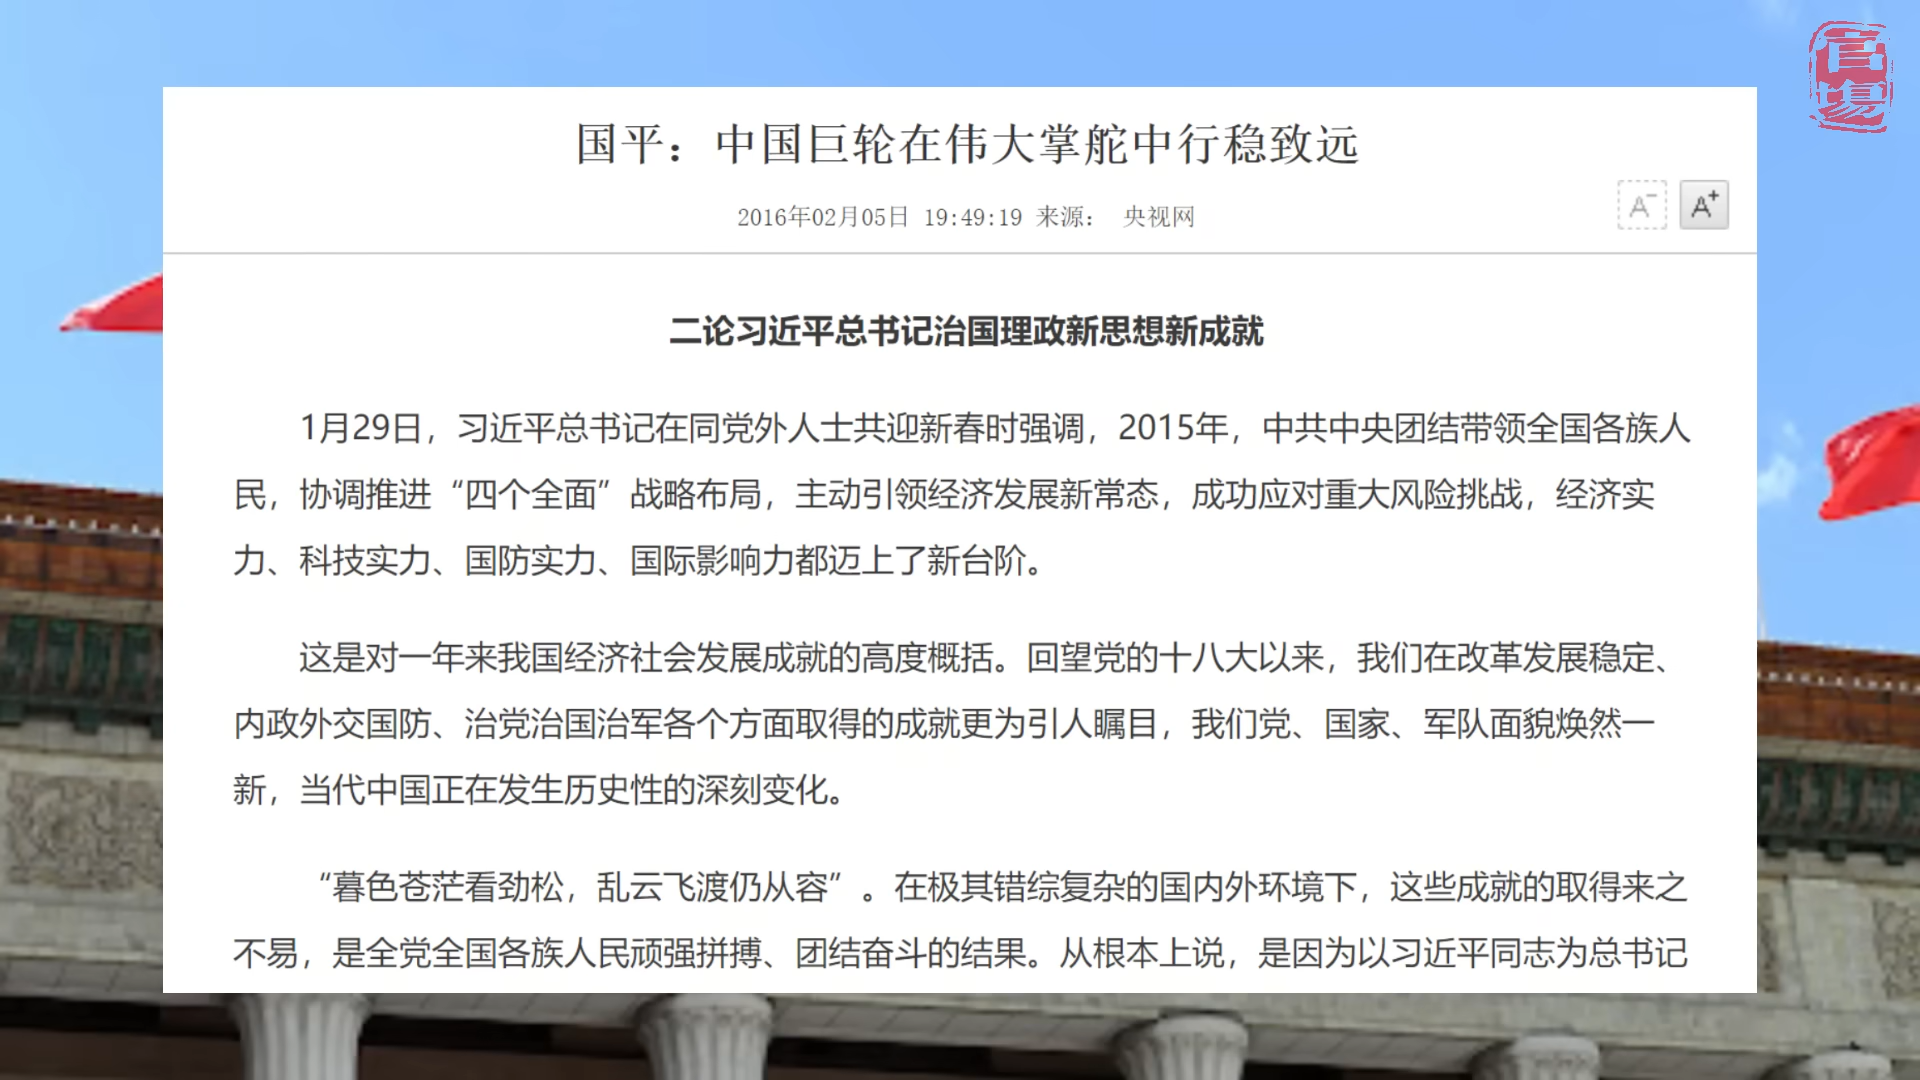 国平：中国巨轮在伟大掌舵中行稳致远
2016年02月05日 19:49:19 来源： 央视网
A- A+
二论习近平总书记治国理政新思想新成就
1月29日，习近平总书记在同党外人士共迎新春时强调，2015年，中共中央团结带领全国各族人
民，协调推进“四个全面”战略布局，主动引领经济发展新常态，成功应对重大风险挑战，经济实
力、科技实力、国防实力、国际影响力都迈上了新台阶。
这是对一年来我国经济社会发展成就的高度概括。回望党的十八大以来，我们在改革发展稳定、
内政外交国防、治党治国治军各个方面取得的成就更为引人瞩目，我们党、国家、军队面貌焕然一
新，当代中国正在发生历史性的深刻变化。
“暮色苍茫看劲松，乱云飞渡仍从容”。在极其错综复杂的国内外环境下，这些成就的取得来之
不易，是全党全国各族人民顽强拼搏、团结奋斗的结果。从根本上说，是因为以习近平同志为总书记